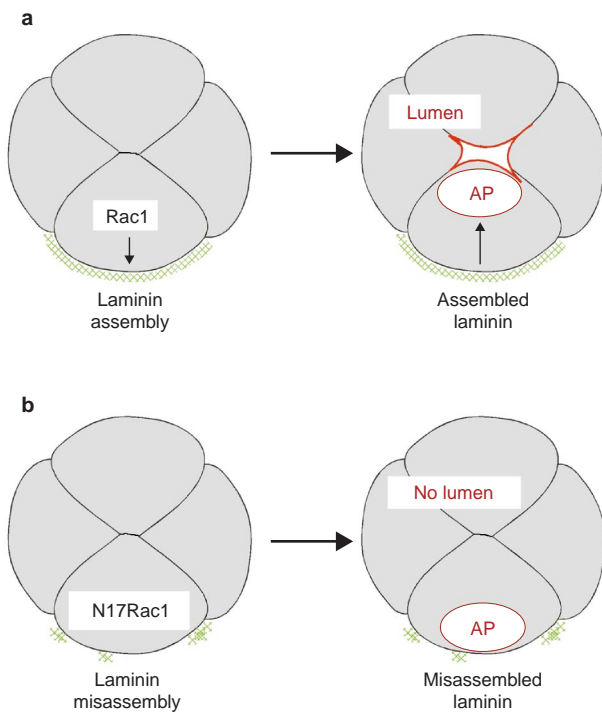 a
Lumen
AP
Rac1
Laminin
assembly
Assembled
laminin
b
No lumen
N17Rac1
AP
Laminin
misassembly
Misassembled
laminin